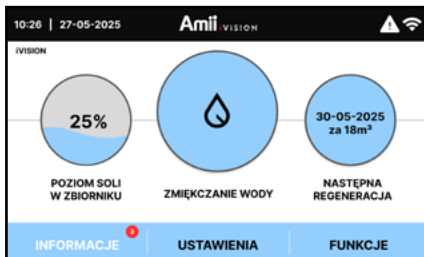 10:26 | 27-05-2025
Amii iVISION
iVISION
25%
30-05-2025
za 18m³
POZIOM SOLI
W ZBIORNIKU
ZMIĘKCZANIE WODY
NASTĘPNA
REGENERACJA
3
INFORMACJE
USTAWIENIA
FUNKCJE